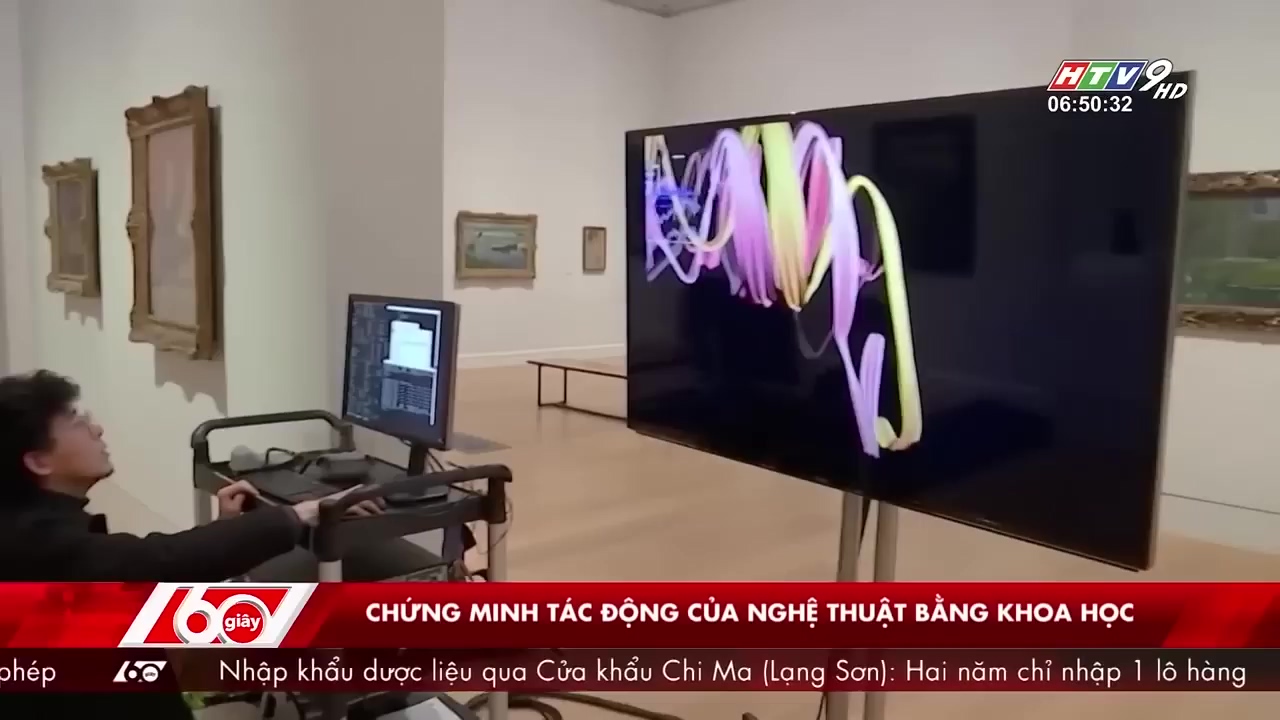 HTV9 HD
06:50:32
60 giây
CHỨNG MINH TÁC ĐỘNG CỦA NGHỆ THUẬT BẰNG KHOA HỌC
phép 60 giây Nhập khẩu dược liệu qua Cửa khẩu Chi Ma (Lạng Sơn): Hai năm chỉ nhập 1 lô hàng